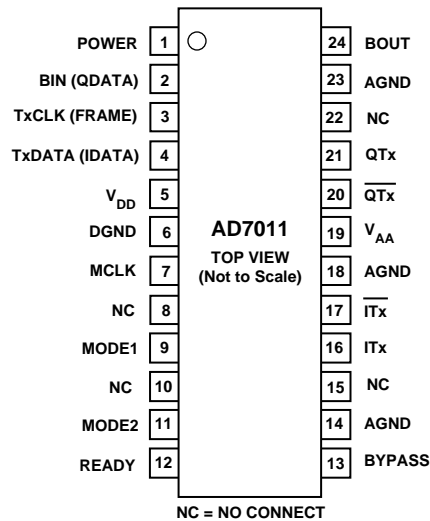 POWER 1 24 BOUT
BIN (QDATA) 2 23 AGND
TxCLK (FRAME) 3 22 NC
TxDATA (IDATA) 4 21 QTx
VDD 5 20 Q̅T̅x̅
DGND 6 AD7011 19 VAA
TOP VIEW
MCLK 7 (Not to Scale) 18 AGND
NC 8 17 I̅T̅x̅
MODE1 9 16 ITx
NC 10 15 NC
MODE2 11 14 AGND
READY 12 13 BYPASS
NC = NO CONNECT